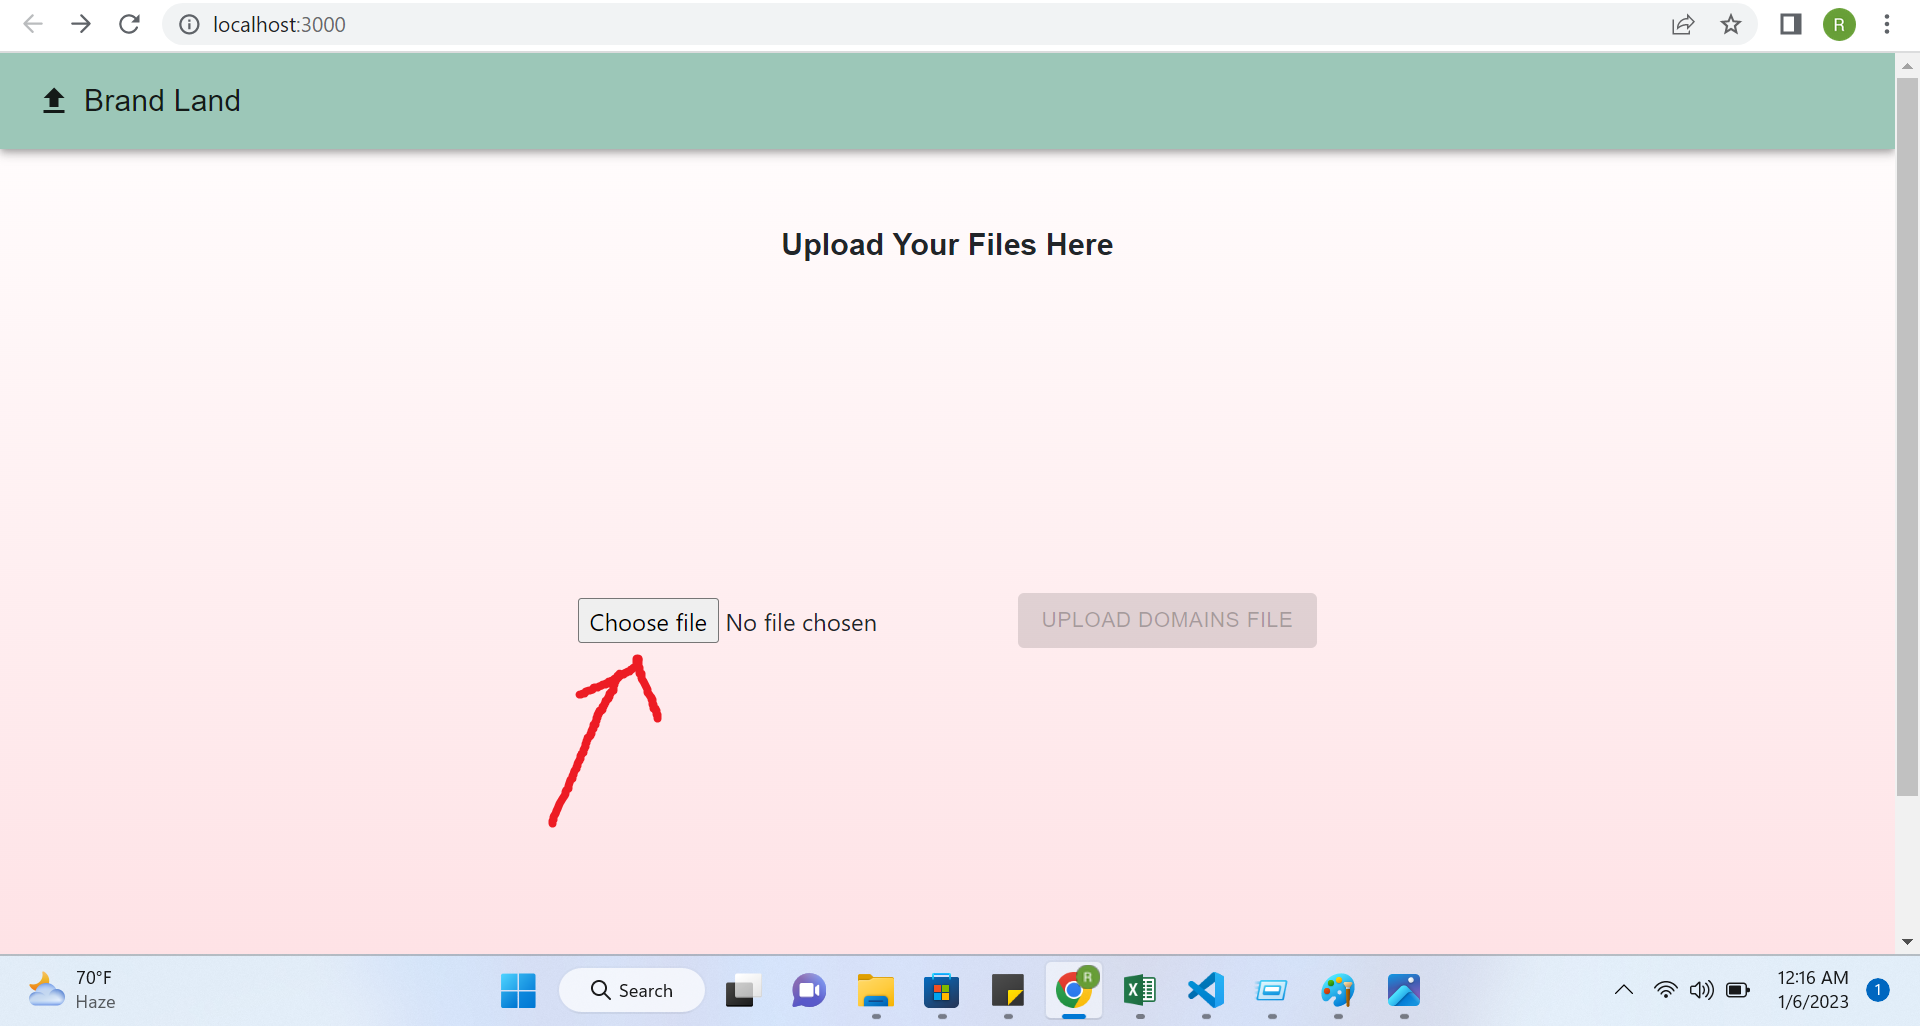 localhost:3000
R
Brand Land
Upload Your Files Here
Choose file No file chosen
UPLOAD DOMAINS FILE
70°F
Haze
Search
R
12:16 AM
1/6/2023
1